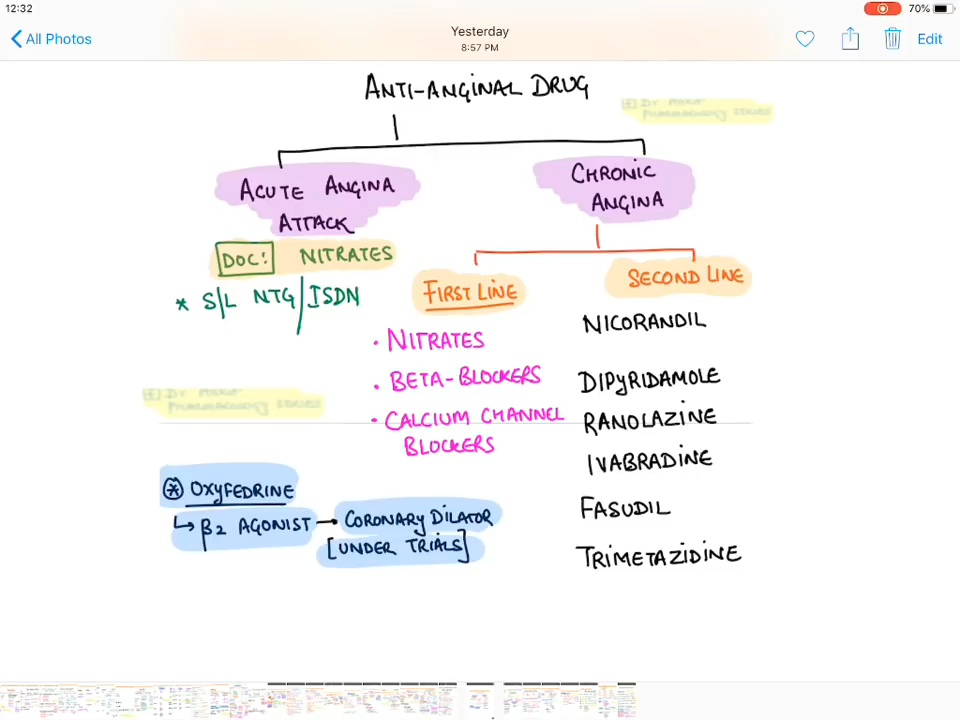 12:32
70%
All Photos
Yesterday
8:57 PM
Edit
ANTI-ANGINAL DRUG
ACUTE ANGINA
ATTACK
DOC: NITRATES
* S/L NTG/ISDN
CHRONIC
ANGINA
FIRST LINE
• NITRATES
• BETA-BLOCKERS
• CALCIUM CHANNEL
BLOCKERS
SECOND LINE
NICORANDIL
DIPYRIDAMOLE
RANOLAZINE
IVABRADINE
FASUDIL
TRIMETAZIDINE
* OXYFEDRINE
↳ β2 AGONIST → CORONARY DILATOR
[UNDER TRIALS]